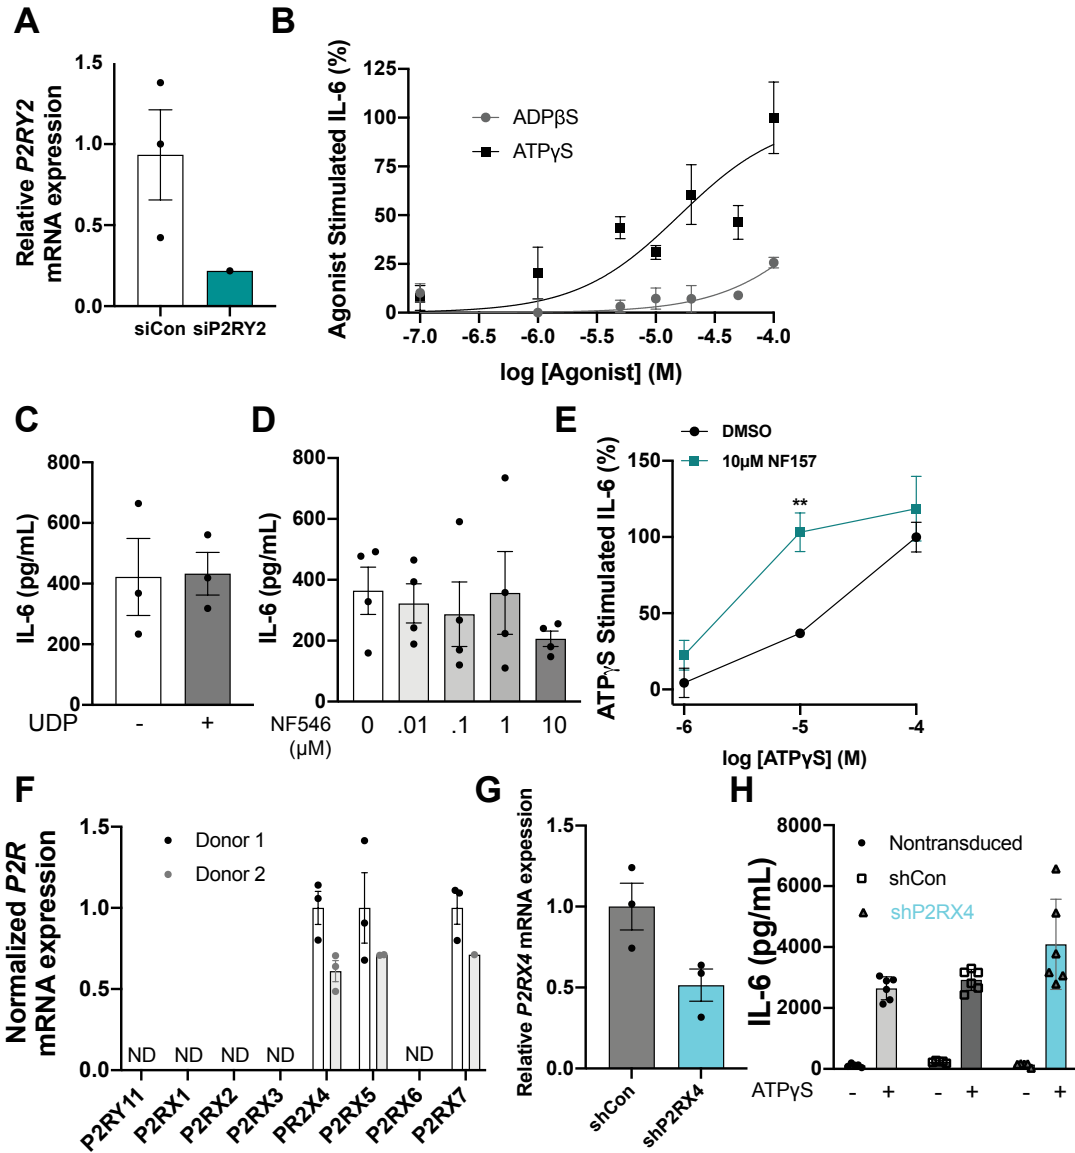 A
Relative P2RY2
mRNA expression
1.5
1.0
0.5
0.0
siCon siP2RY2
B
Agonist Stimulated IL-6 (%)
125
100
75
50
25
0
ADPβS
ATPγS
-7.0 -6.5 -6.0 -5.5 -5.0 -4.5 -4.0
log [Agonist] (M)
C
IL-6 (pg/mL)
800
600
400
200
0
UDP - +
D
IL-6 (pg/mL)
800
600
400
200
0
NF546 0 .01 .1 1 10
(µM)
E
DMSO
10µM NF157
ATPγS Stimulated IL-6 (%)
150
100
50
0
**
-6 -5 -4
log [ATPγS] (M)
F
Normalized P2R
mRNA expression
1.5
1.0
0.5
0.0
Donor 1
Donor 2
ND ND ND ND ND
P2RY11 P2RX1 P2RX2 P2RX3 PR2X4 P2RX5 P2RX6 P2RX7
G
Relative P2RX4 mRNA expession
1.5
1.0
0.5
0.0
shCon shP2RX4
H
IL-6 (pg/mL)
8000
6000
4000
2000
0
Nontransduced
shCon
shP2RX4
ATPγS - + - + - +